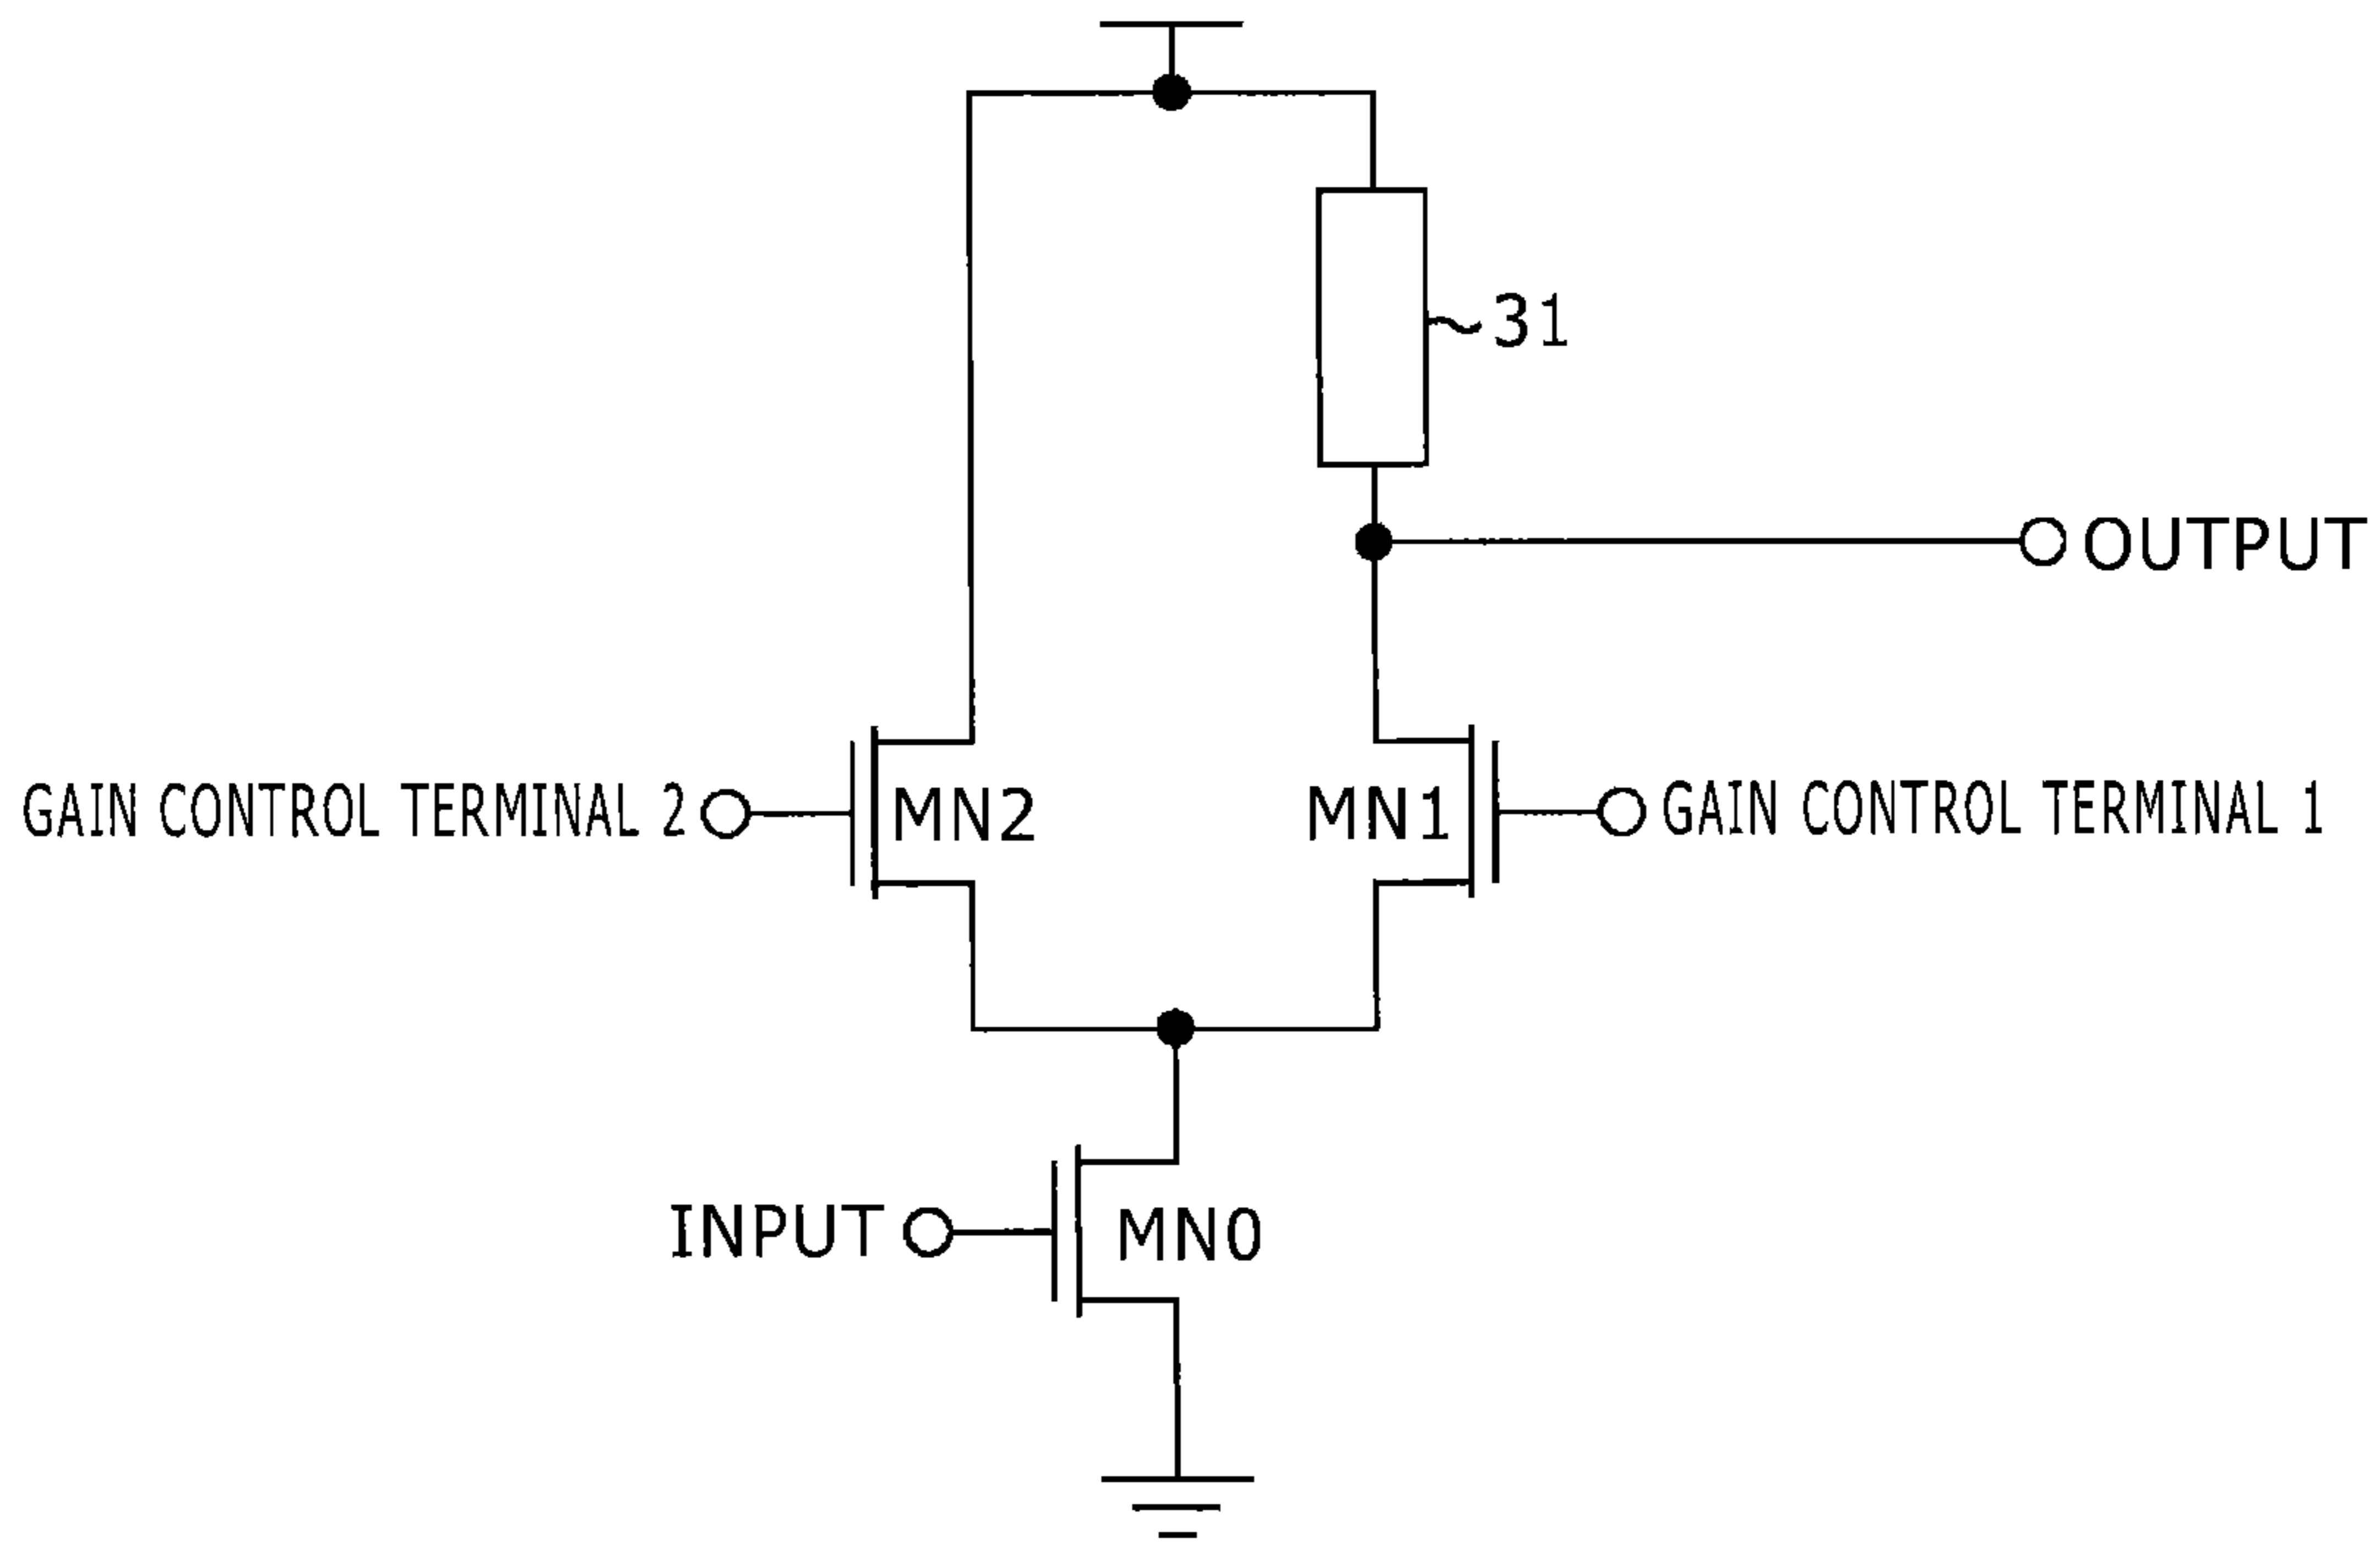 31
OUTPUT
GAIN CONTROL TERMINAL 2
MN2
MN1
GAIN CONTROL TERMINAL 1
INPUT
MN0